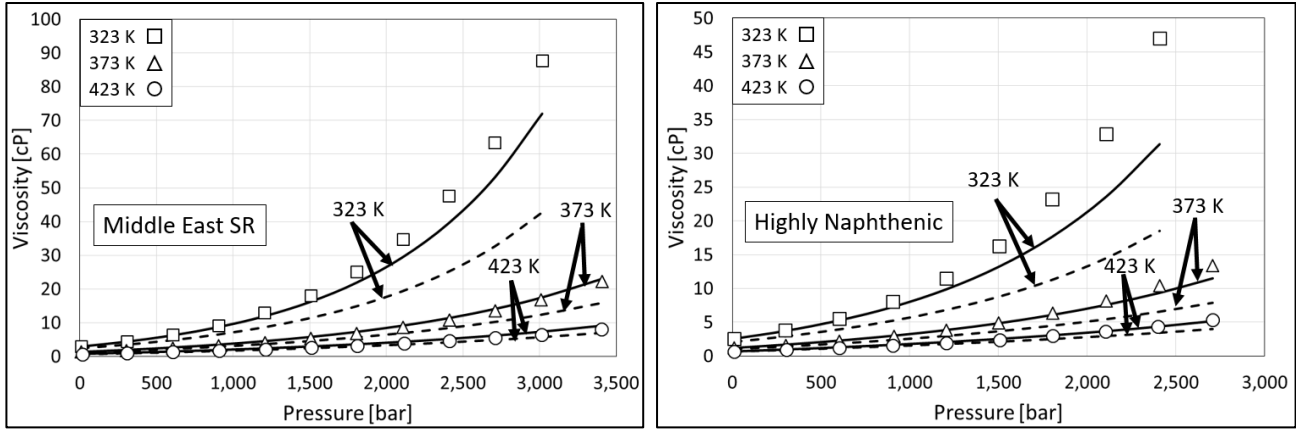 100
90
80
70
60
50
40
30
20
10
0
Viscosity [cP]
323 K
373 K
423 K
Middle East SR
323 K
373 K
423 K
0
500
1,000
1,500
2,000
2,500
3,000
3,500
Pressure [bar]
50
45
40
35
30
25
20
15
10
5
0
Viscosity [cP]
323 K
373 K
423 K
323 K
373 K
Highly Naphthenic
423 K
0
500
1,000
1,500
2,000
2,500
3,000
Pressure [bar]